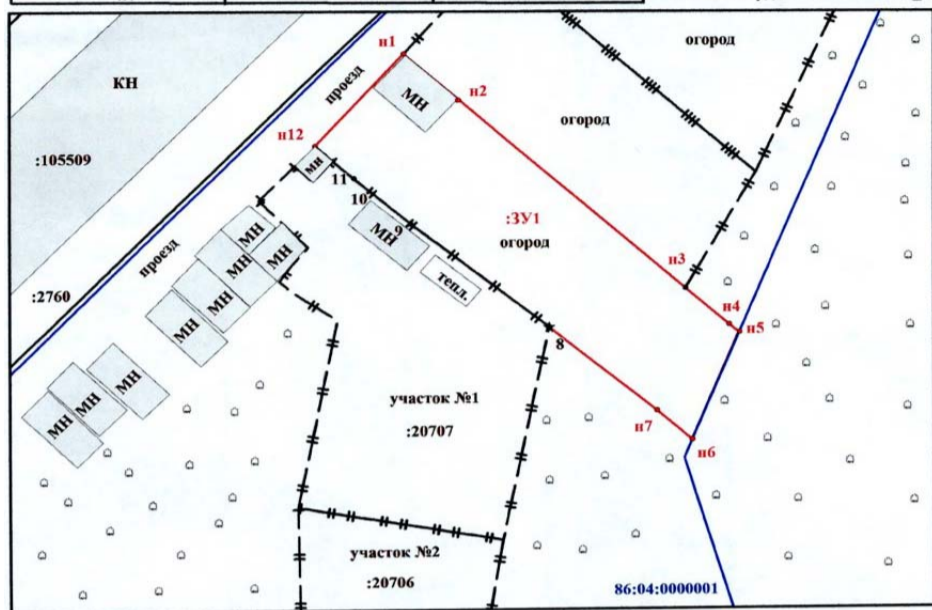 огород
н1
КН
проезд
МН
н2
огород
н12
:105509
мн
11
10
:ЗУ1
огород
9
МН
МН
МН
МН
тепл.
проезд
н3
:2760
МН
МН
н4
н5
8
МН
МН
МН
участок №1
:20707
н7
н6
участок №2
:20706
86:04:0000001